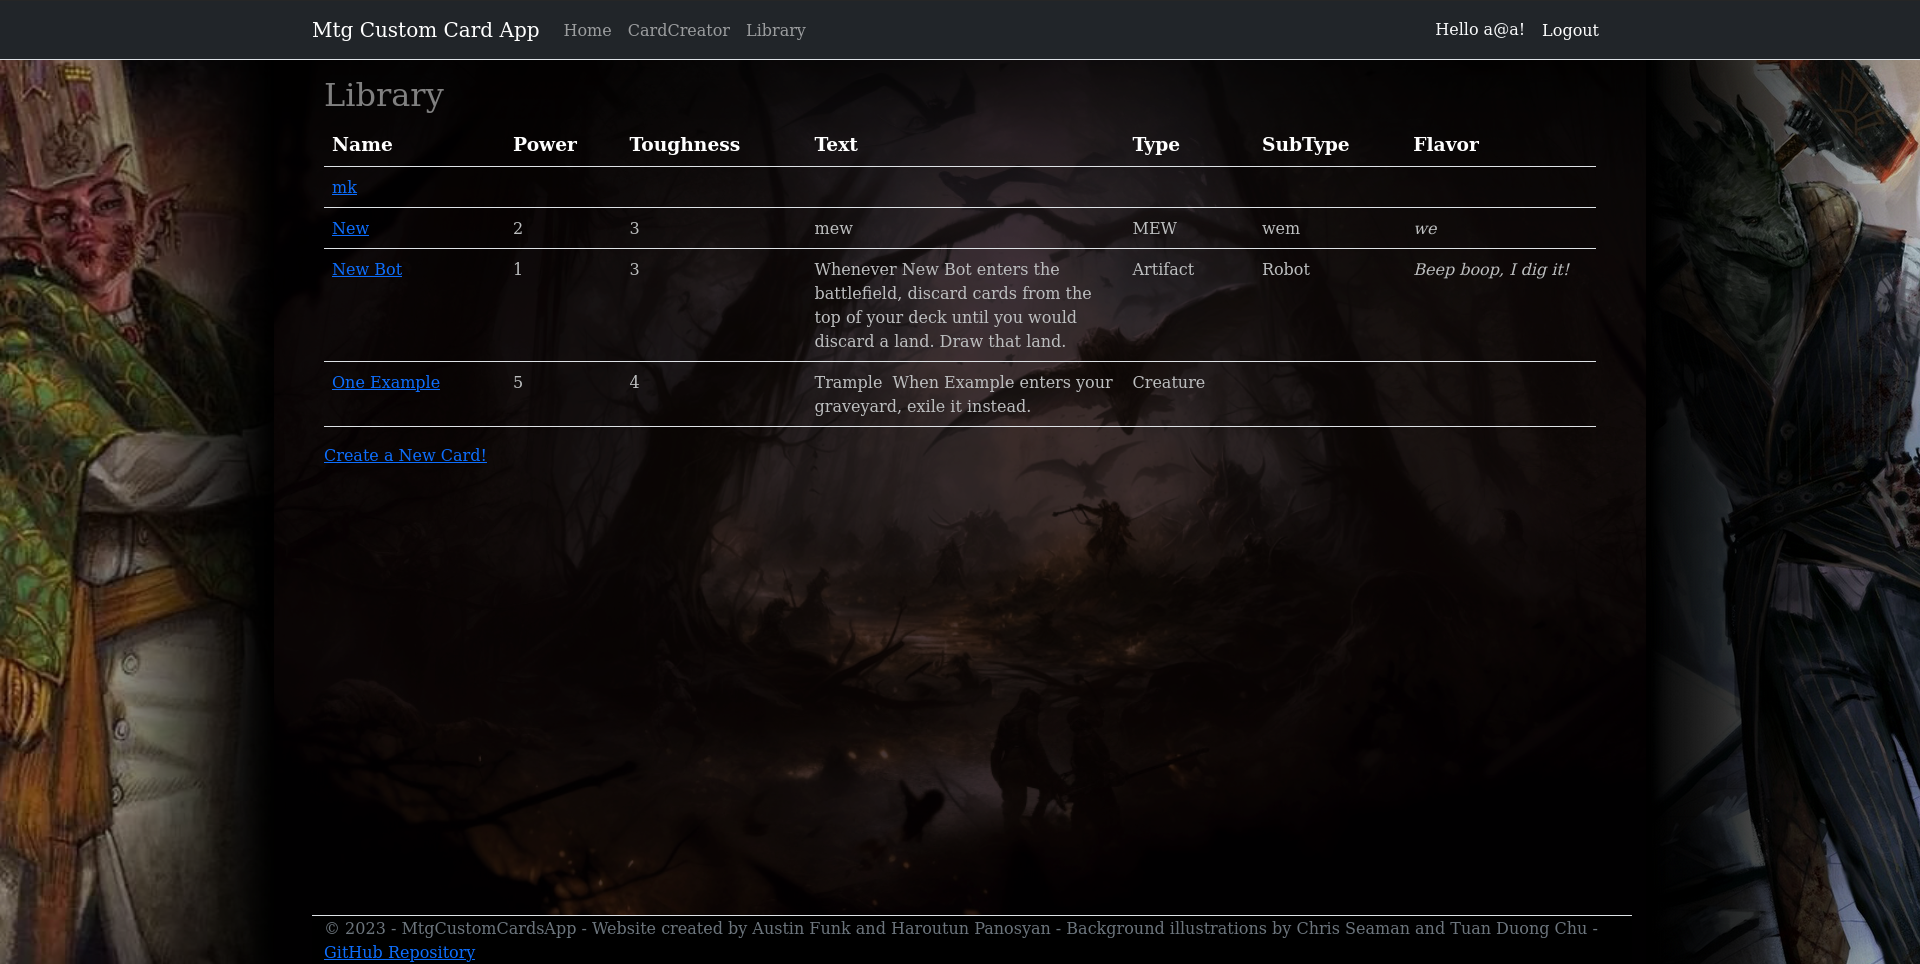 Mtg Custom Card App Home CardCreator Library Hello a@a! Logout
Library
Name Power Toughness Text Type SubType Flavor
mk
New 2 3 mew MEW wem we
New Bot 1 3 Whenever New Bot enters the Artifact Robot Beep boop, I dig it!
battlefield, discard cards from the
top of your deck until you would
discard a land. Draw that land.
One Example 5 4 Trample  When Example enters your Creature
graveyard, exile it instead.
Create a New Card!
© 2023 - MtgCustomCardsApp - Website created by Austin Funk and Haroutun Panosyan - Background illustrations by Chris Seaman and Tuan Duong Chu -
GitHub Repository